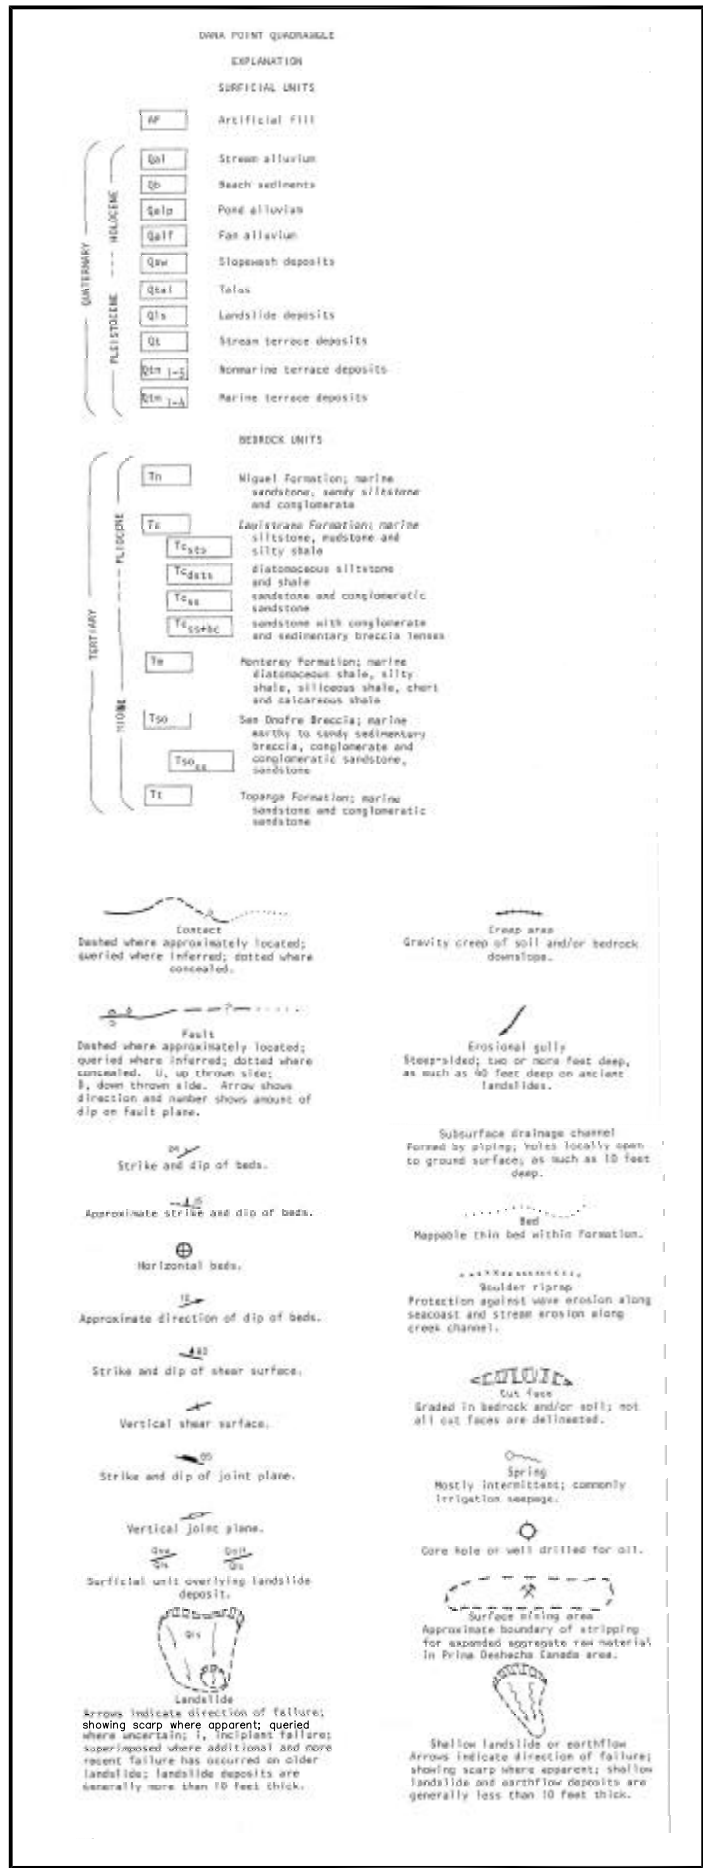 DANA POINT QUADRANGLE
EXPLANATION
SURFICIAL UNITS
AF Artificial fill
Qal Stream alluvium
Qb Beach sediments
Qalp Pond alluvium
Qalf Fan alluvium
Qsw Slopewash deposits
Qtal Talus
Qls Landslide deposits
Qt Stream terrace deposits
Qtn 1-5 Nonmarine terrace deposits
Qtm 1-4 Marine terrace deposits
QUATERNARY
PLEISTOCENE HOLOCENE
BEDROCK UNITS
Tn Niguel Formation; marine
sandstone, sandy siltstone
and conglomerate
Tc Capistrano Formation; marine
siltstone, mudstone and
Tc sts silty shale
Tc dsts diatomaceous siltstone
and shale
Tc ss sandstone and conglomeratic
sandstone
Tc ss+bc sandstone with conglomerate
and sedimentary breccia lenses
Tm Monterey Formation; marine
diatomaceous shale, silty
shale, siliceous shale, chert
and calcareous shale
Tso San Onofre Breccia; marine
earthy to sandy sedimentary
breccia, conglomerate and
Tso ss conglomeratic sandstone,
sandstone
Tt Topanga Formation; marine
sandstone and conglomeratic
sandstone
TERTIARY
PLIOCENE
Contact
Dashed where approximately located;
queried where inferred; dotted where
concealed.
Fault
Dashed where approximately located;
queried where inferred; dotted where
concealed. U, up thrown side;
D, down thrown side. Arrow shows
direction and number shows amount of
dip on fault plane.
Strike and dip of beds.
Approximate strike and dip of beds.
Horizontal beds.
Approximate direction of dip of beds.
Strike and dip of shear surface.
Vertical shear surface.
Strike and dip of joint plane.
Vertical joint plane.
Surficial unit overlying landslide
deposit.
Qls
Landslide
Arrows indicate direction of failure;
showing scarp where apparent; queried
where uncertain; i, incipient failure;
superimposed where additional and more
recent failure has occurred on older
landslide; landslide deposits are
generally more than 10 feet thick.
Creep area
Gravity creep of soil and/or bedrock
downslope.
Erosional gully
Steep-sided; two or more feet deep,
as much as 40 feet deep on ancient
landslides.
Subsurface drainage channel
Formed by piping; holes locally open
to ground surface; as much as 10 feet
deep.
Bed
Mappable thin bed within formation.
Boulder riprap
Protection against wave erosion along
seacoast and stream erosion along
creek channel.
Cut face
Graded in bedrock and/or soil; not
all cut faces are delineated.
Spring
Mostly intermittent; commonly
irrigation seepage.
Core hole or well drilled for oil.
Surface mining area
Approximate boundary of stripping
for expanded aggregate raw material
in Prima Deshecha Canada area.
Shallow landslide or earthflow
Arrows indicate direction of failure;
showing scarp where apparent; shallow
landslide and earthflow deposits are
generally less than 10 feet thick.